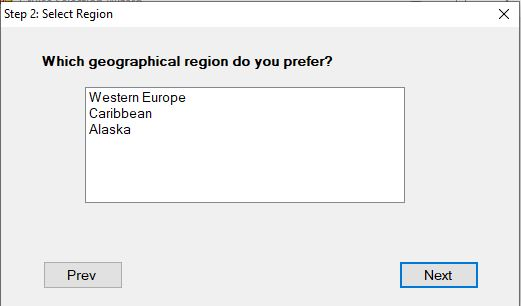 Step 2: Select Region
Which geographical region do you prefer?
Western Europe
Caribbean
Alaska
Prev
Next